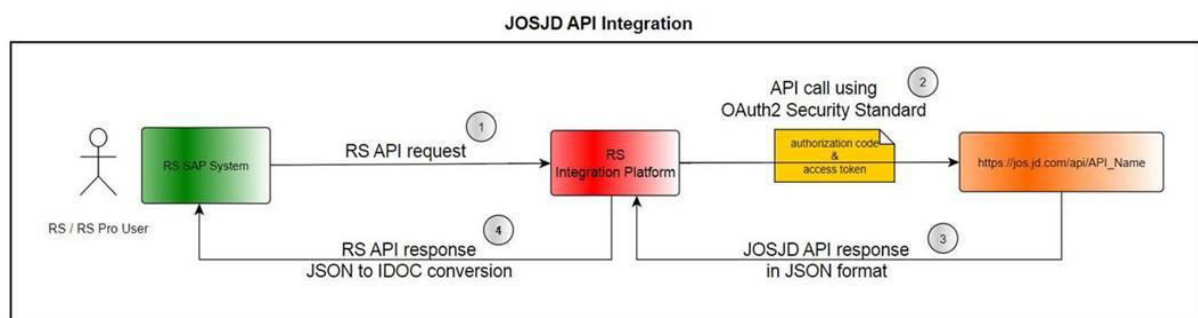 JOSJD API Integration
API call using
OAuth2 Security Standard
2
1
RS SAP System
RS API request
RS
Integration Platform
authorization code
&
access token
https://jos.jd.com/api/API_Name
RS / RS Pro User
4
RS API response
JSON to IDOC conversion
3
JOSJD API response
in JSON format